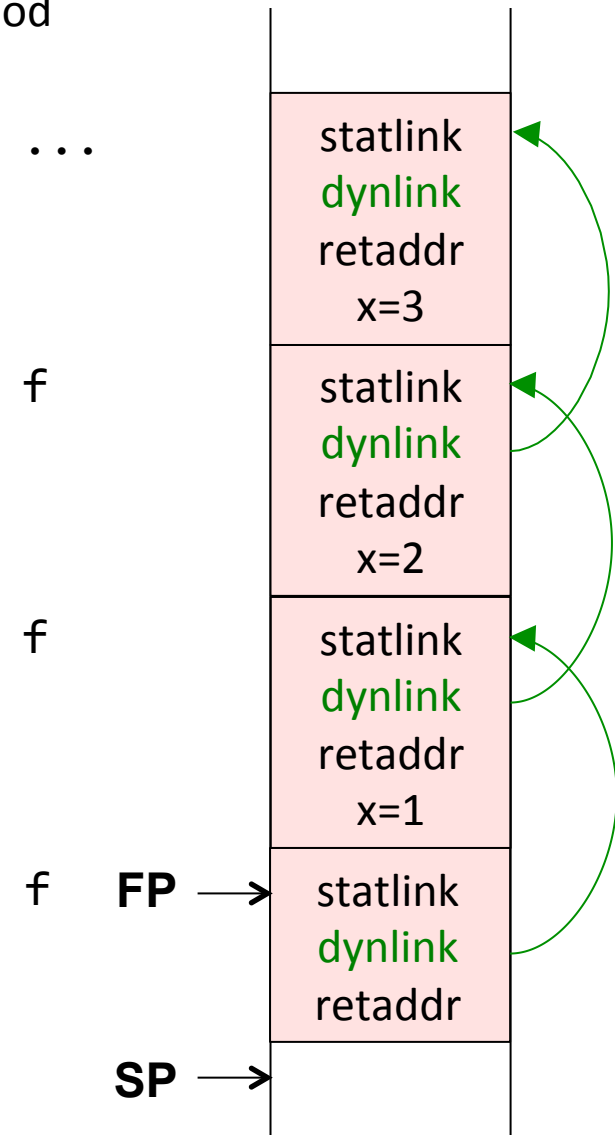 od
... statlink
dynlink
retaddr
x=3
f statlink
dynlink
retaddr
x=2
f statlink
dynlink
retaddr
x=1
f FP statlink
dynlink
retaddr
SP